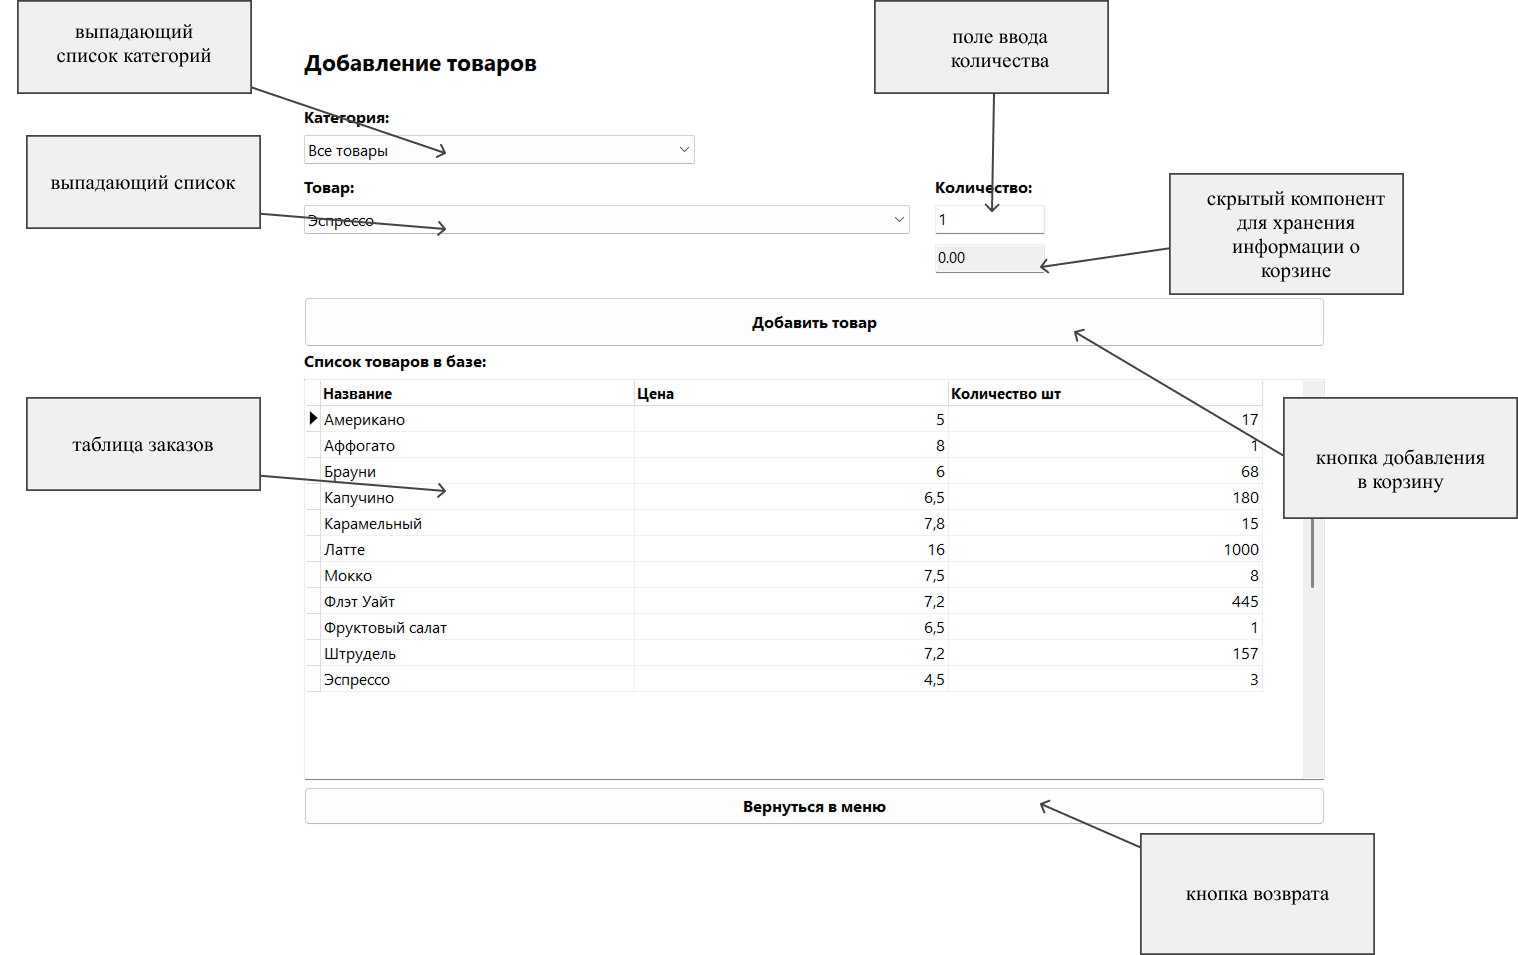 выпадающий
список категорий
поле ввода
количества
Добавление товаров
Категория:
Все товары
выпадающий список
Товар:
Количество:
Эспрессо
1
0.00
скрытый компонент
для хранения
информации о
корзине
Добавить товар
Список товаров в базе:
Название Цена Количество шт
Американо 5 17
Аффогато 8 1
Брауни 6 68
Капучино 6,5 180
Карамельный 7,8 15
Латте 16 1000
Мокко 7,5 8
Флэт Уайт 7,2 445
Фруктовый салат 6,5 1
Штрудель 7,2 157
Эспрессо 4,5 3
таблица заказов
кнопка добавления
в корзину
Вернуться в меню
кнопка возврата